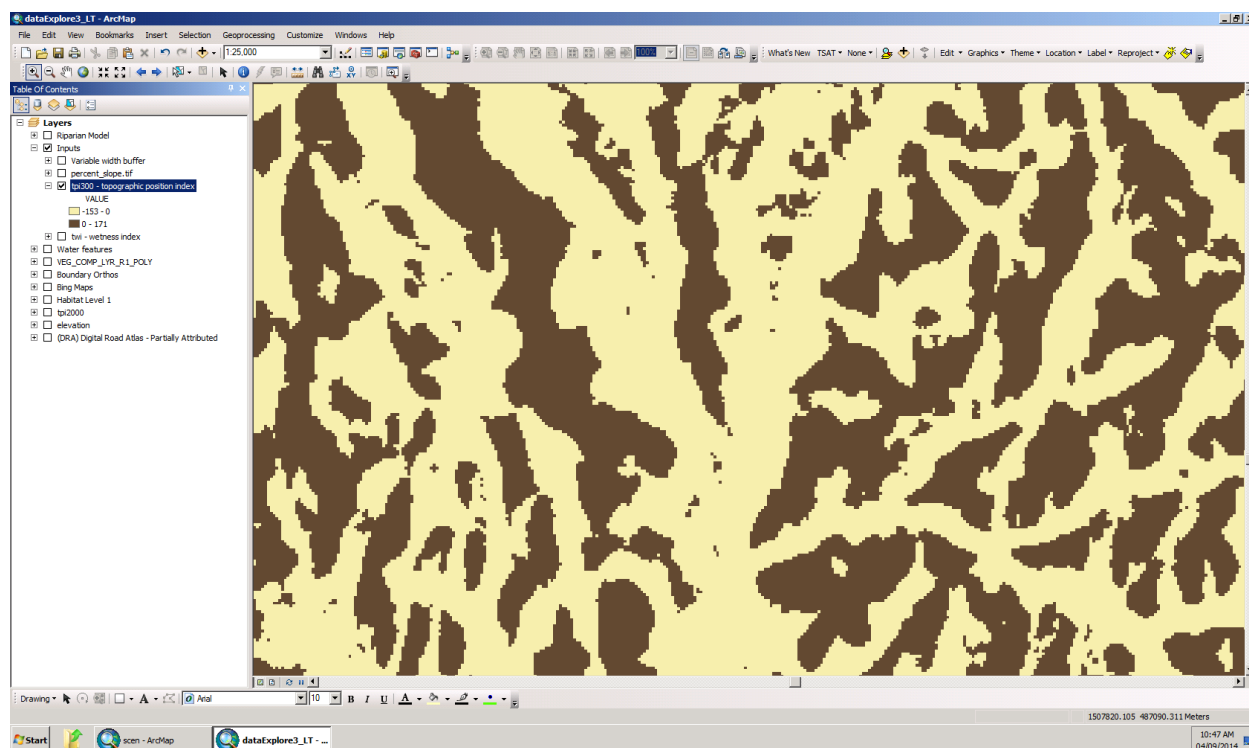 dataExplore3_LT - ArcMap
File Edit View Bookmarks Insert Selection Geoprocessing Customize Windows Help
1:25,000 100% What's New TSAT None Edit Graphics Theme Location Label Reproject
Table Of Contents
Layers
Riparian Model
Inputs
Variable width buffer
percent_slope.tif
tpi300 - topographic position index
VALUE
-153 - 0
0 - 171
twi - wetness index
Water features
VEG_COMP_LYR_R1_POLY
Boundary Orthos
Bing Maps
Habitat Level 1
tpi2000
elevation
(DRA) Digital Road Atlas - Partially Attributed
Drawing A Arial 10 B I U A
1507820.105 487090.311 Meters
Start scen - ArcMap dataExplore3_LT - ... 10:47 AM
04/09/2014